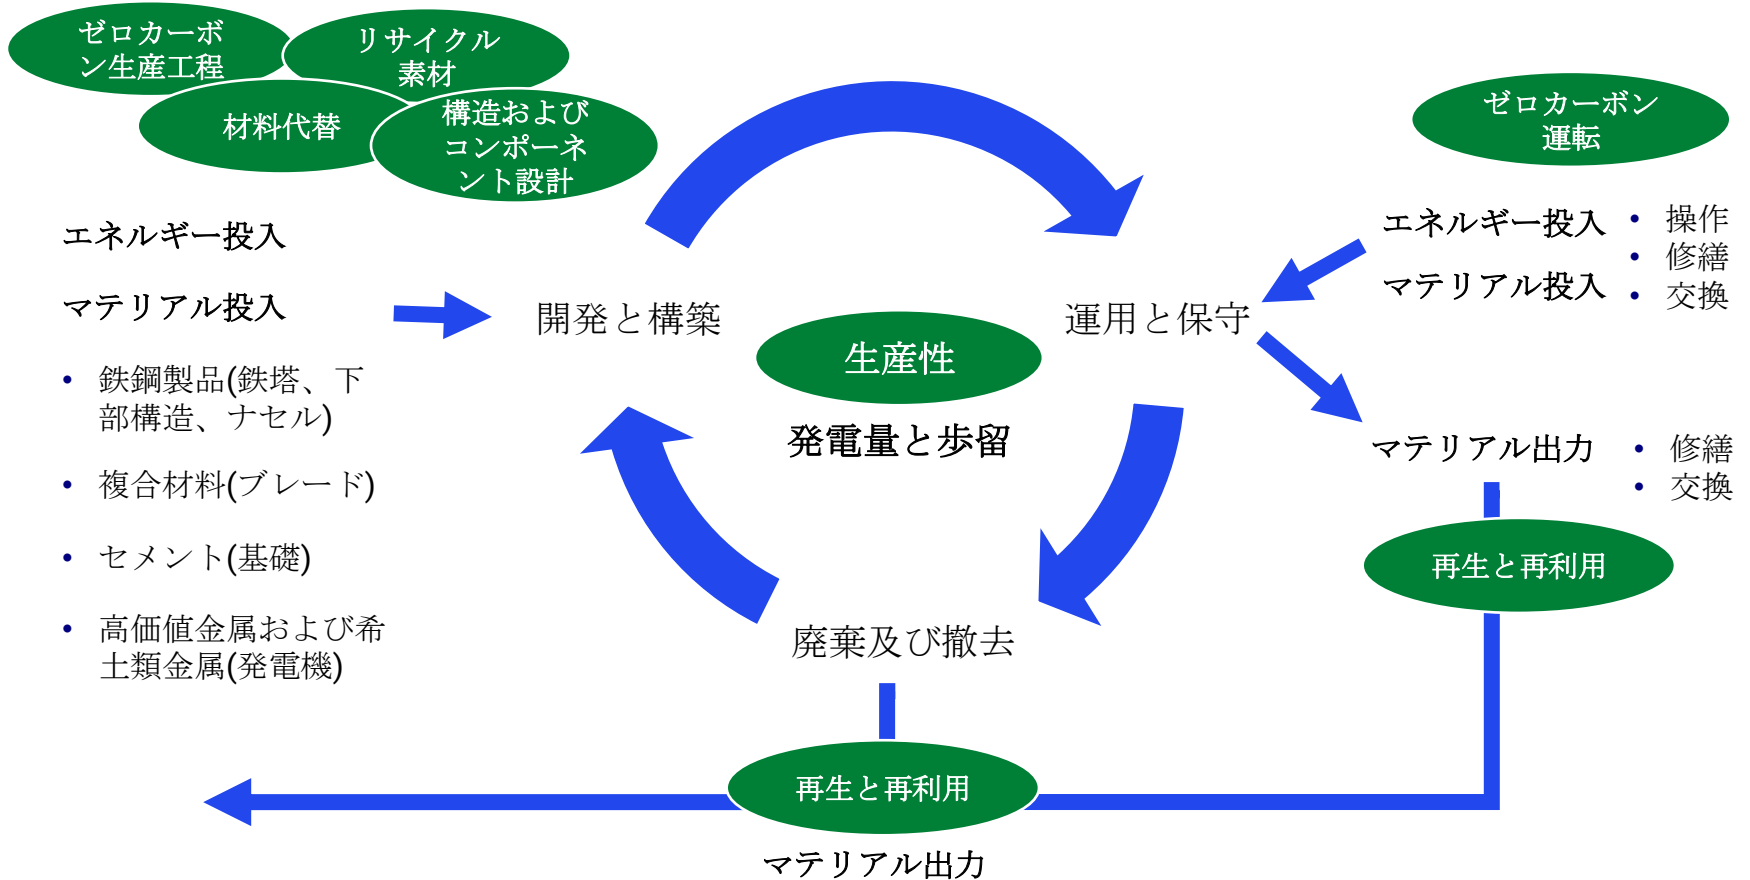 ゼロカーボ
ン生産工程
リサイクル
素材
材料代替
構造および
コンポーネ
ント設計
ゼロカーボン
運転
エネルギー投入
マテリアル投入
• 鉄鋼製品(鉄塔、下
部構造、ナセル)
• 複合材料(ブレード)
• セメント(基礎)
• 高価値金属および希
土類金属(発電機)
開発と構築
生産性
発電量と歩留
運用と保守
エネルギー投入
マテリアル投入
• 操作
• 修繕
• 交換
マテリアル出力
• 修繕
• 交換
再生と再利用
廃棄及び撤去
再生と再利用
マテリアル出力